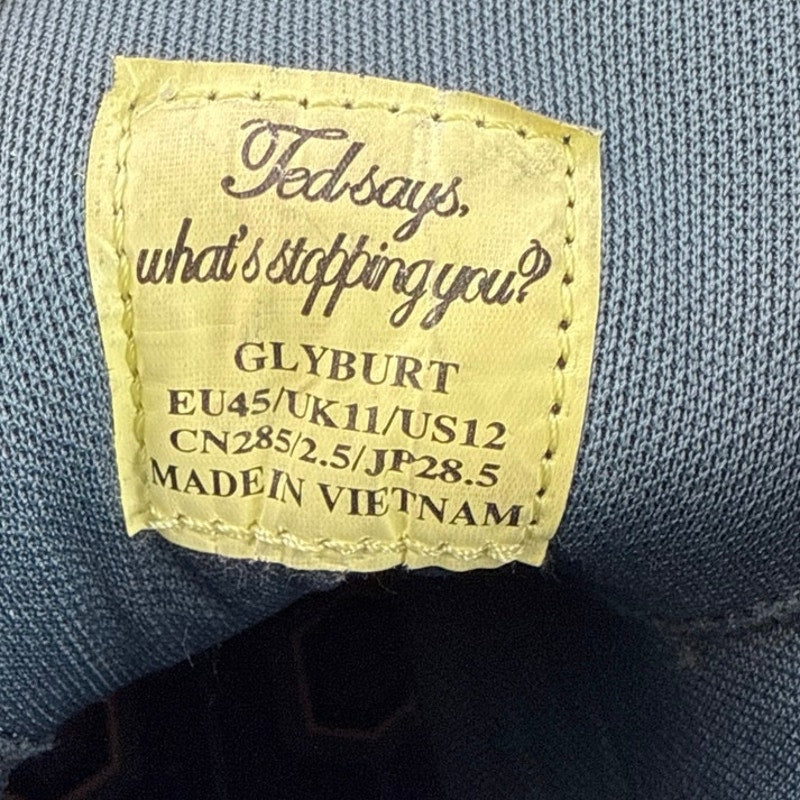 Ted says,
what's stopping you?
GLYBURT
EU45/UK11/US12
CN285/2.5/JP28.5
MADE IN VIETNAM